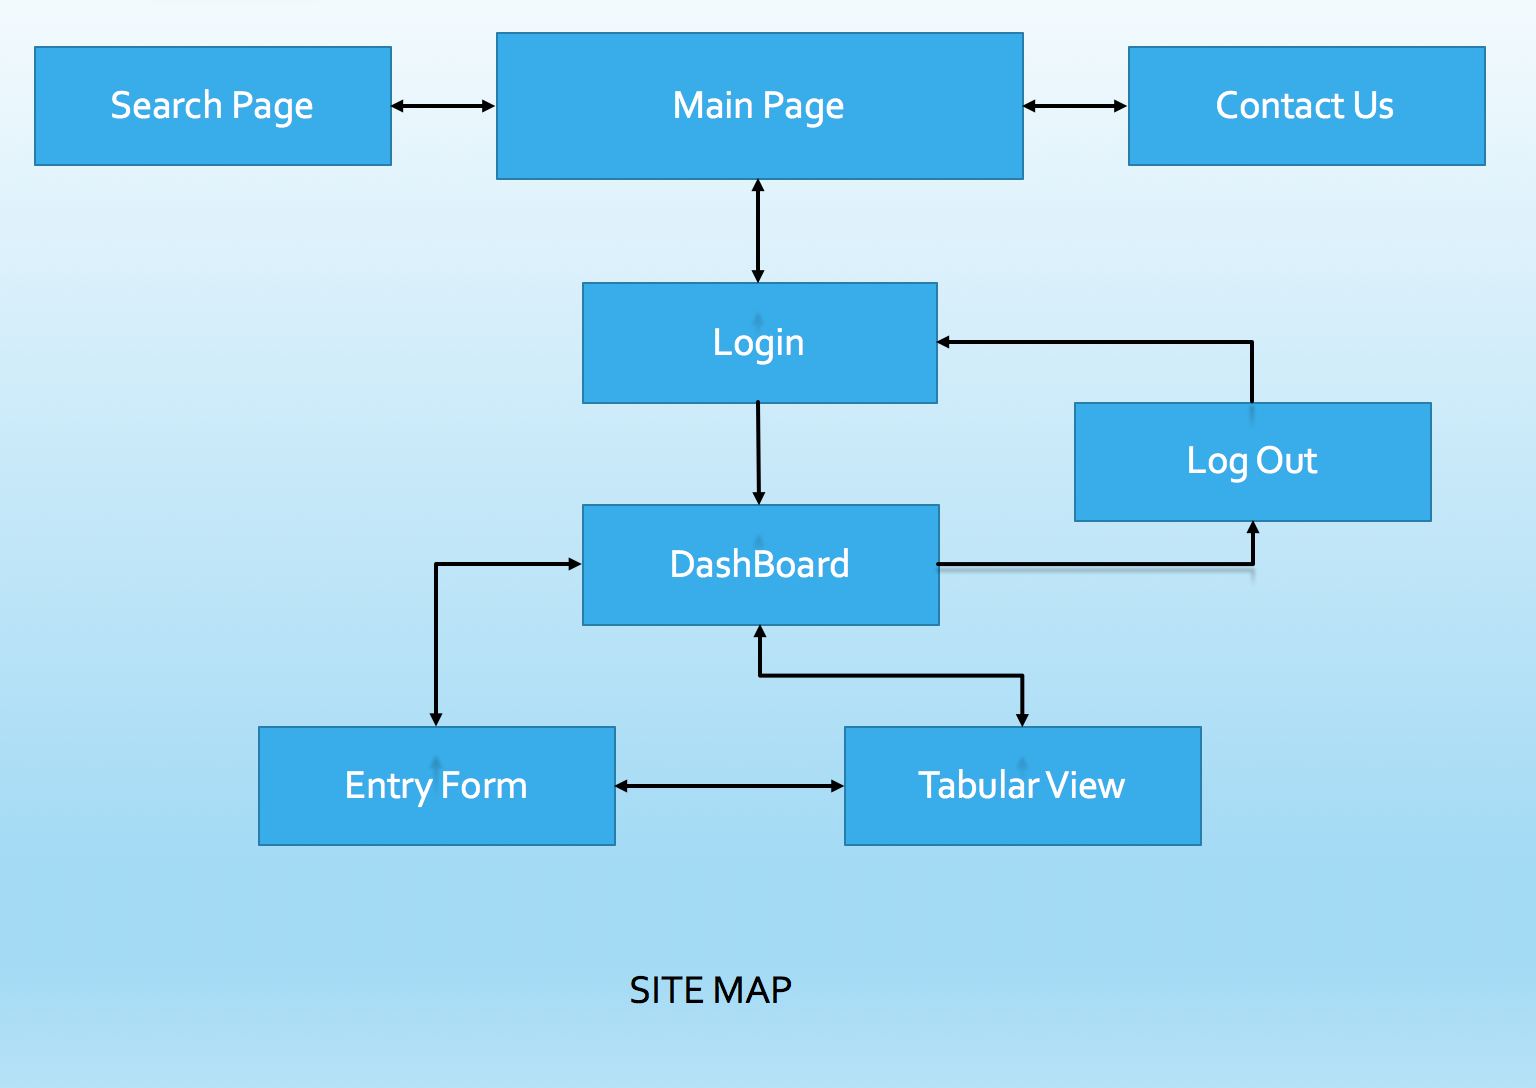 Search Page
Main Page
Contact Us
Login
Log Out
DashBoard
Entry Form
Tabular View
SITE MAP